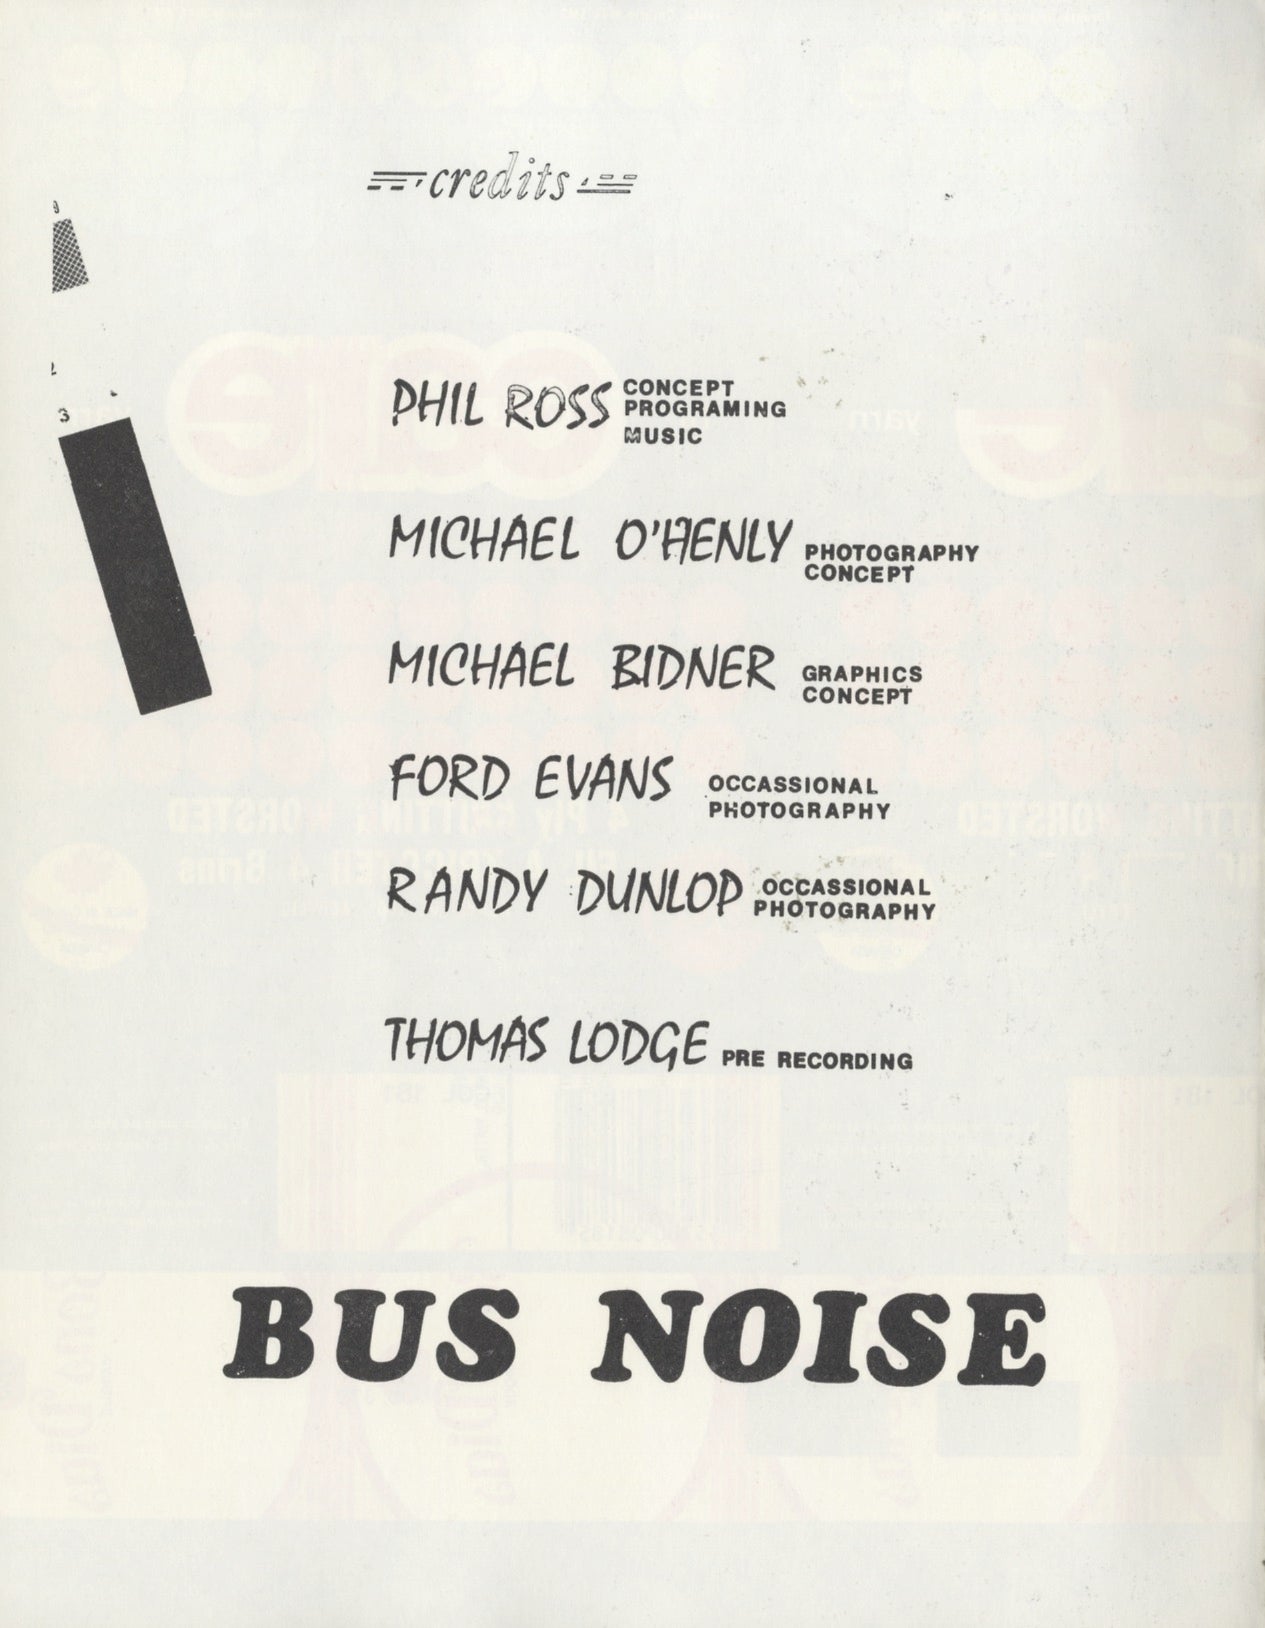 credits
PHIL ROSS CONCEPT
PROGRAMING
MUSIC
MICHAEL O'HENLY PHOTOGRAPHY
CONCEPT
MICHAEL BIDNER GRAPHICS
CONCEPT
FORD EVANS OCCASSIONAL
PHOTOGRAPHY
RANDY DUNLOP OCCASSIONAL
PHOTOGRAPHY
THOMAS LODGE PRE RECORDING
BUS NOISE
3